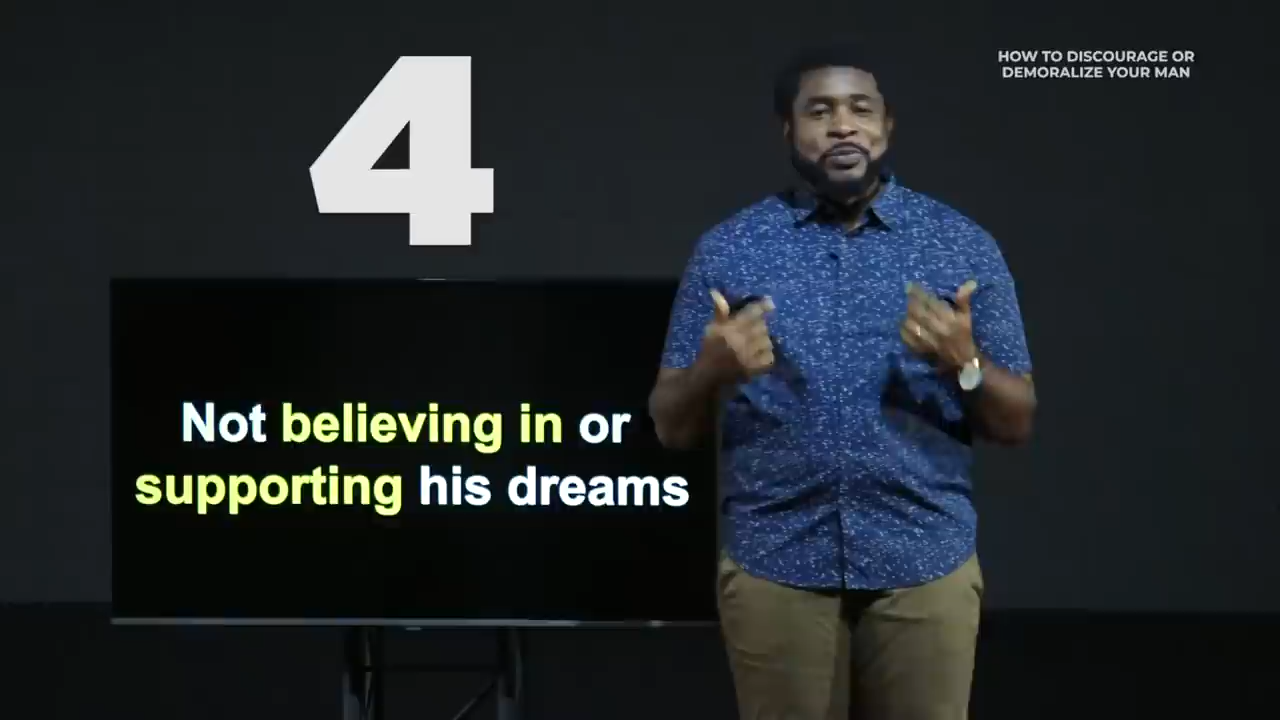 4
HOW TO DISCOURAGE OR
DEMORALIZE YOUR MAN
Not believing in or
supporting his dreams